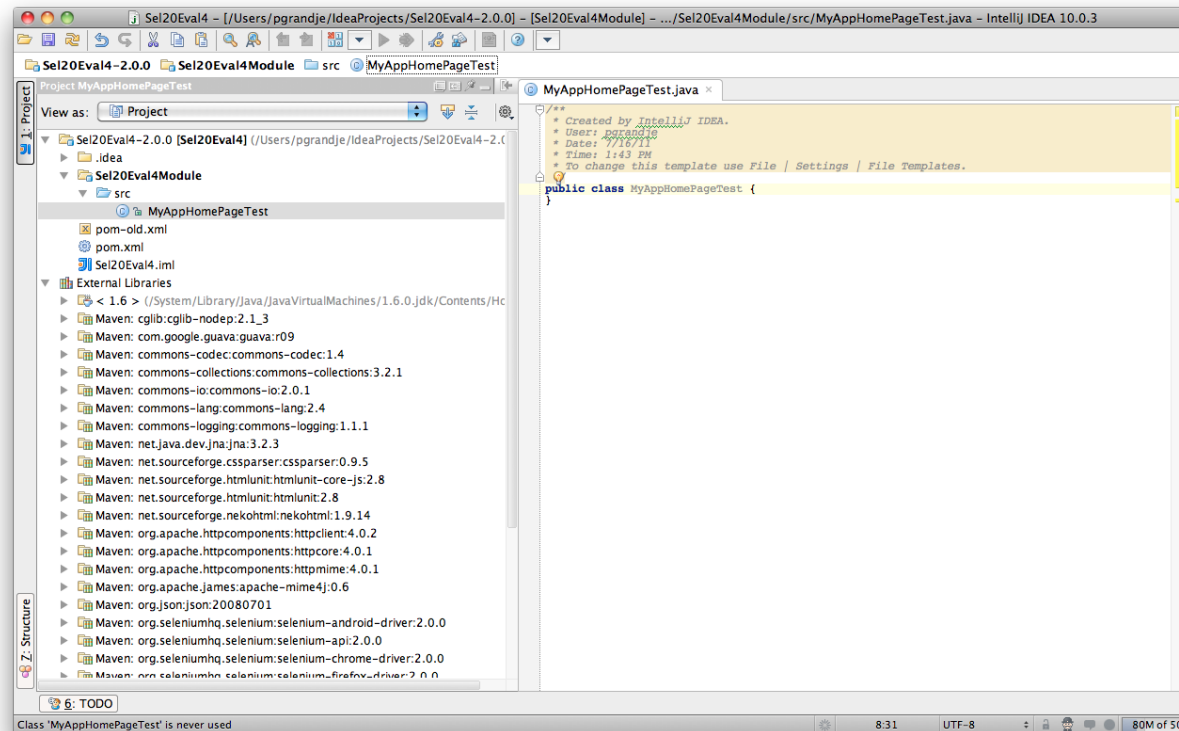 Sel20Eval4 – [/Users/pgrandje/IdeaProjects/Sel20Eval4-2.0.0] – [Sel20Eval4Module] – .../Sel20Eval4Module/src/MyAppHomePageTest.java – IntelliJ IDEA 10.0.3
Sel20Eval4-2.0.0 Sel20Eval4Module src MyAppHomePageTest
1: Project
Project MyAppHomePageTest
View as: Project
Sel20Eval4-2.0.0 [Sel20Eval4] (/Users/pgrandje/IdeaProjects/Sel20Eval4-2.0
.idea
Sel20Eval4Module
src
MyAppHomePageTest
pom-old.xml
pom.xml
Sel20Eval4.iml
External Libraries
< 1.6 > (/System/Library/Java/JavaVirtualMachines/1.6.0.jdk/Contents/Ho
Maven: cglib:cglib-nodep:2.1_3
Maven: com.google.guava:guava:r09
Maven: commons-codec:commons-codec:1.4
Maven: commons-collections:commons-collections:3.2.1
Maven: commons-io:commons-io:2.0.1
Maven: commons-lang:commons-lang:2.4
Maven: commons-logging:commons-logging:1.1.1
Maven: net.java.dev.jna:jna:3.2.3
Maven: net.sourceforge.cssparser:cssparser:0.9.5
Maven: net.sourceforge.htmlunit:htmlunit-core-js:2.8
Maven: net.sourceforge.htmlunit:htmlunit:2.8
Maven: net.sourceforge.nekohtml:nekohtml:1.9.14
Maven: org.apache.httpcomponents:httpclient:4.0.2
Maven: org.apache.httpcomponents:httpcore:4.0.1
Maven: org.apache.httpcomponents:httpmime:4.0.1
Maven: org.apache.james:apache-mime4j:0.6
Maven: org.json:json:20080701
Maven: org.seleniumhq.selenium:selenium-android-driver:2.0.0
Maven: org.seleniumhq.selenium:selenium-api:2.0.0
Maven: org.seleniumhq.selenium:selenium-chrome-driver:2.0.0
Maven: org.seleniumhq.selenium:selenium-firefox-driver:2.0.0
Z: Structure
MyAppHomePageTest.java
/**
* Created by IntelliJ IDEA.
* User: pgrandje
* Date: 7/16/11
* Time: 1:43 PM
* To change this template use File | Settings | File Templates.
public class MyAppHomePageTest {
}
6: TODO
Class 'MyAppHomePageTest' is never used
8:31 UTF-8 80M of 50